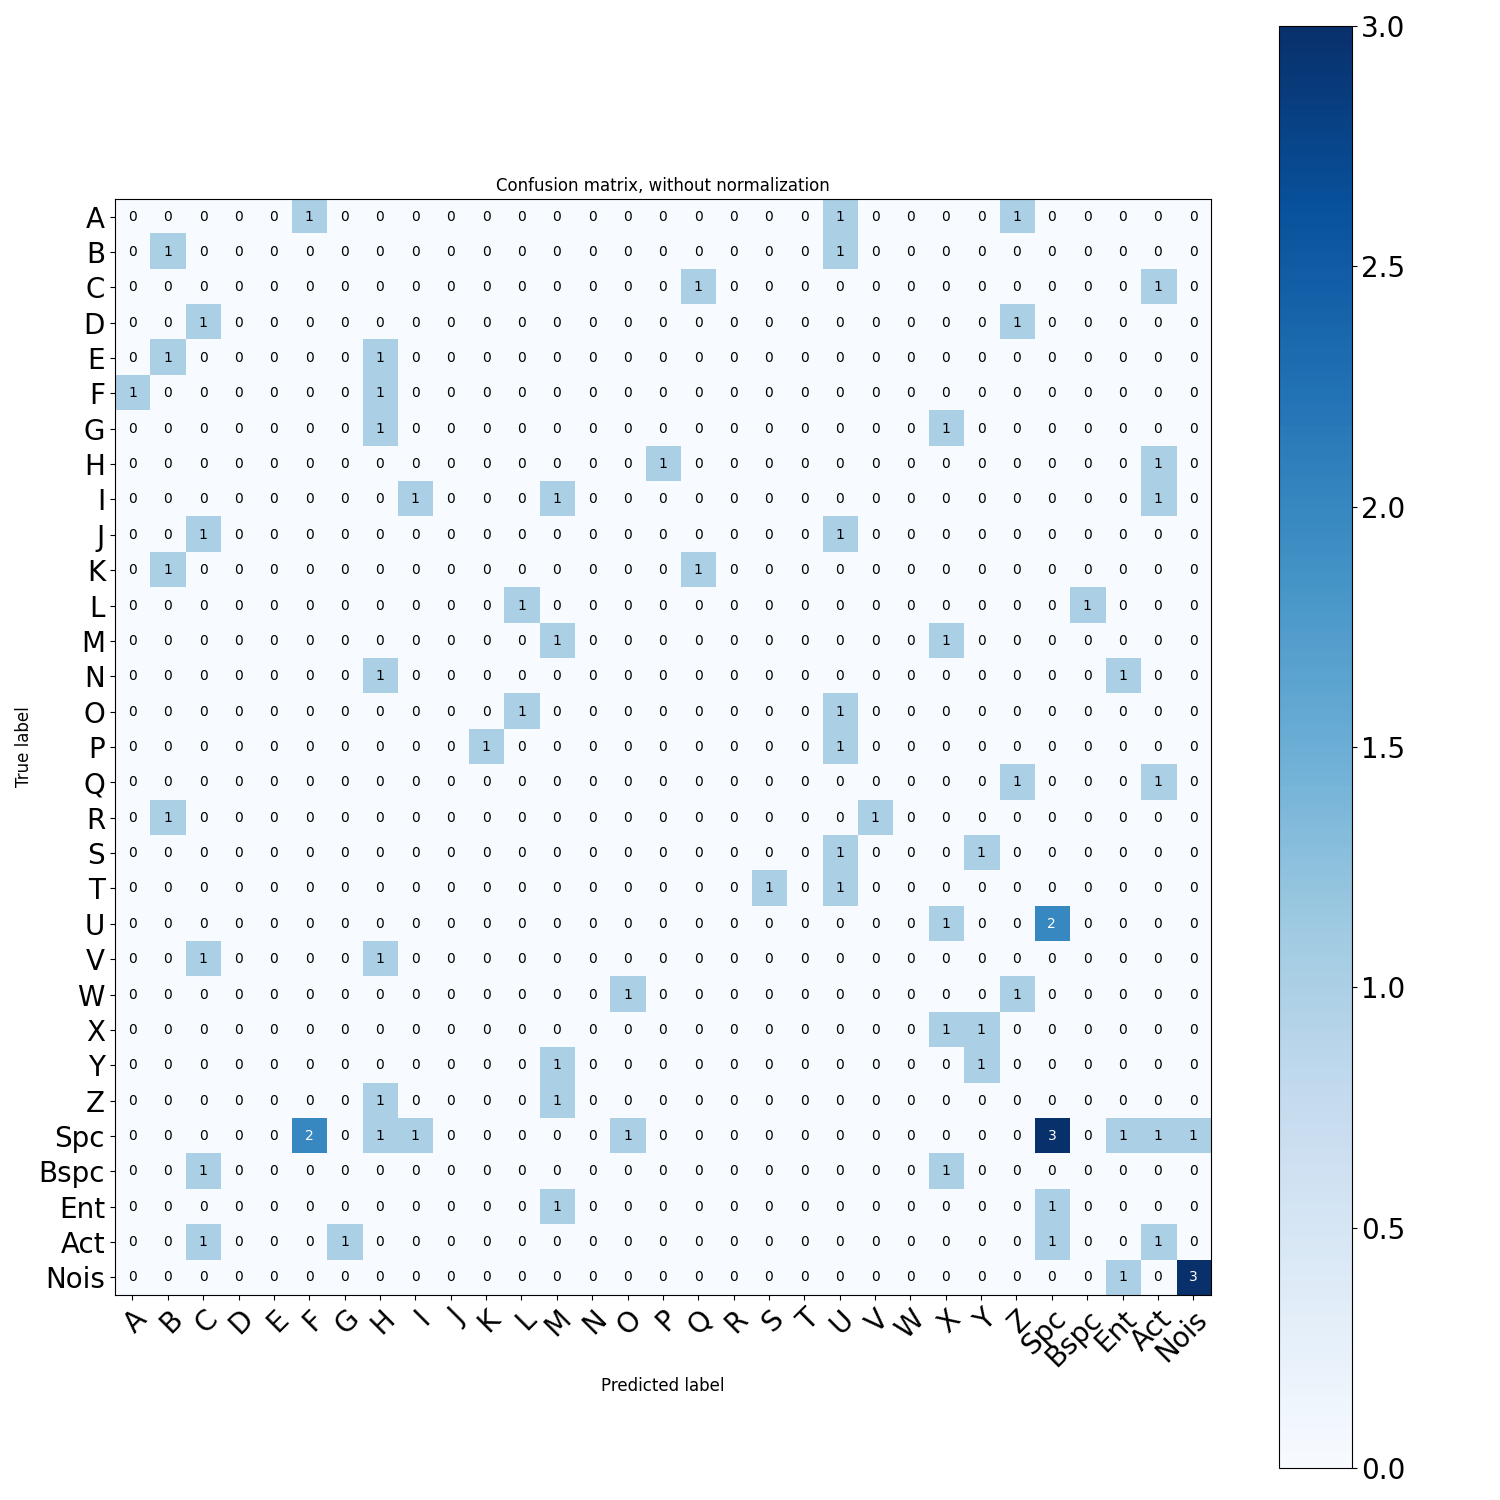 Confusion matrix, without normalization
A 0 0 0 0 0 1 0 0 0 0 0 0 0 0 0 0 0 0 0 0 1 0 0 0 0 1 0 0 0 0 0
B 0 1 0 0 0 0 0 0 0 0 0 0 0 0 0 0 0 0 0 0 1 0 0 0 0 0 0 0 0 0 0
C 0 0 0 0 0 0 0 0 0 0 0 0 0 0 0 0 1 0 0 0 0 0 0 0 0 0 0 0 0 1 0
D 0 0 1 0 0 0 0 0 0 0 0 0 0 0 0 0 0 0 0 0 0 0 0 0 0 1 0 0 0 0 0
E 0 1 0 0 0 0 0 1 0 0 0 0 0 0 0 0 0 0 0 0 0 0 0 0 0 0 0 0 0 0 0
F 1 0 0 0 0 0 0 1 0 0 0 0 0 0 0 0 0 0 0 0 0 0 0 0 0 0 0 0 0 0 0
G 0 0 0 0 0 0 0 1 0 0 0 0 0 0 0 0 0 0 0 0 0 0 0 1 0 0 0 0 0 0 0
H 0 0 0 0 0 0 0 0 0 0 0 0 0 0 0 1 0 0 0 0 0 0 0 0 0 0 0 0 0 1 0
I 0 0 0 0 0 0 0 0 1 0 0 0 1 0 0 0 0 0 0 0 0 0 0 0 0 0 0 0 0 1 0
J 0 0 1 0 0 0 0 0 0 0 0 0 0 0 0 0 0 0 0 0 1 0 0 0 0 0 0 0 0 0 0
K 0 1 0 0 0 0 0 0 0 0 0 0 0 0 0 0 1 0 0 0 0 0 0 0 0 0 0 0 0 0 0
L 0 0 0 0 0 0 0 0 0 0 0 1 0 0 0 0 0 0 0 0 0 0 0 0 0 0 0 1 0 0 0
M 0 0 0 0 0 0 0 0 0 0 0 0 1 0 0 0 0 0 0 0 0 0 0 1 0 0 0 0 0 0 0
N 0 0 0 0 0 0 0 1 0 0 0 0 0 0 0 0 0 0 0 0 0 0 0 0 0 0 0 0 1 0 0
O 0 0 0 0 0 0 0 0 0 0 0 1 0 0 0 0 0 0 0 0 1 0 0 0 0 0 0 0 0 0 0
P 0 0 0 0 0 0 0 0 0 0 1 0 0 0 0 0 0 0 0 0 1 0 0 0 0 0 0 0 0 0 0
Q 0 0 0 0 0 0 0 0 0 0 0 0 0 0 0 0 0 0 0 0 0 0 0 0 0 1 0 0 0 1 0
R 0 1 0 0 0 0 0 0 0 0 0 0 0 0 0 0 0 0 0 0 0 1 0 0 0 0 0 0 0 0 0
S 0 0 0 0 0 0 0 0 0 0 0 0 0 0 0 0 0 0 0 0 1 0 0 0 1 0 0 0 0 0 0
T 0 0 0 0 0 0 0 0 0 0 0 0 0 0 0 0 0 0 1 0 1 0 0 0 0 0 0 0 0 0 0
U 0 0 0 0 0 0 0 0 0 0 0 0 0 0 0 0 0 0 0 0 0 0 0 1 0 0 2 0 0 0 0
V 0 0 1 0 0 0 0 1 0 0 0 0 0 0 0 0 0 0 0 0 0 0 0 0 0 0 0 0 0 0 0
W 0 0 0 0 0 0 0 0 0 0 0 0 0 0 1 0 0 0 0 0 0 0 0 0 0 1 0 0 0 0 0
X 0 0 0 0 0 0 0 0 0 0 0 0 0 0 0 0 0 0 0 0 0 0 0 1 1 0 0 0 0 0 0
Y 0 0 0 0 0 0 0 0 0 0 0 0 1 0 0 0 0 0 0 0 0 0 0 0 1 0 0 0 0 0 0
Z 0 0 0 0 0 0 0 1 0 0 0 0 1 0 0 0 0 0 0 0 0 0 0 0 0 0 0 0 0 0 0
Spc 0 0 0 0 0 2 0 1 1 0 0 0 0 0 1 0 0 0 0 0 0 0 0 0 0 0 3 0 1 1 1
Bspc 0 0 1 0 0 0 0 0 0 0 0 0 0 0 0 0 0 0 0 0 0 0 0 1 0 0 0 0 0 0 0
Ent 0 0 0 0 0 0 0 0 0 0 0 0 1 0 0 0 0 0 0 0 0 0 0 0 0 0 1 0 0 0 0
Act 0 0 1 0 0 0 1 0 0 0 0 0 0 0 0 0 0 0 0 0 0 0 0 0 0 0 1 0 0 1 0
Nois 0 0 0 0 0 0 0 0 0 0 0 0 0 0 0 0 0 0 0 0 0 0 0 0 0 0 0 0 1 0 3
A B C D E F G H I J K L M N O P Q R S T U V W X Y Z Spc Bspc Ent Act Nois
Predicted label
True label
3.0
2.5
2.0
1.5
1.0
0.5
0.0